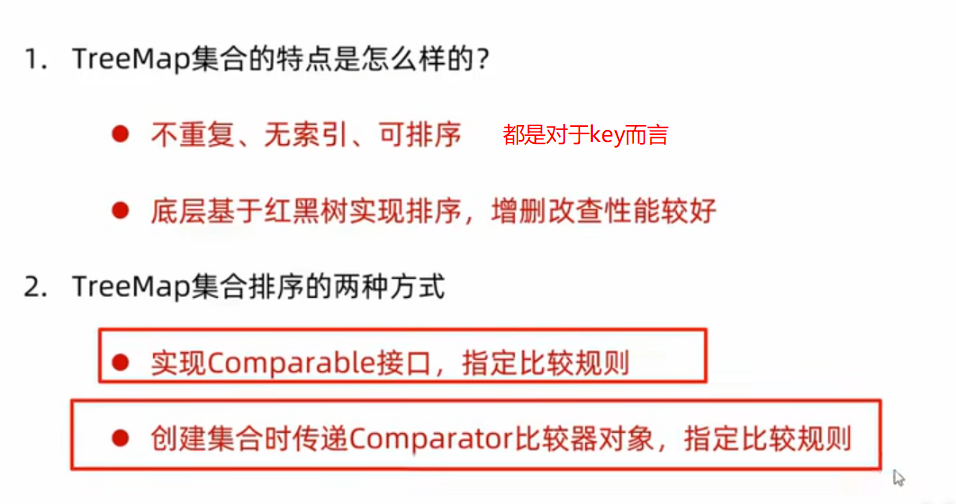 1. TreeMap集合的特点是怎么样的?
● 不重复、无索引、可排序 都是对于key而言
● 底层基于红黑树实现排序，增删改查性能较好
2. TreeMap集合排序的两种方式
● 实现Comparable接口，指定比较规则
● 创建集合时传递Comparator比较器对象，指定比较规则